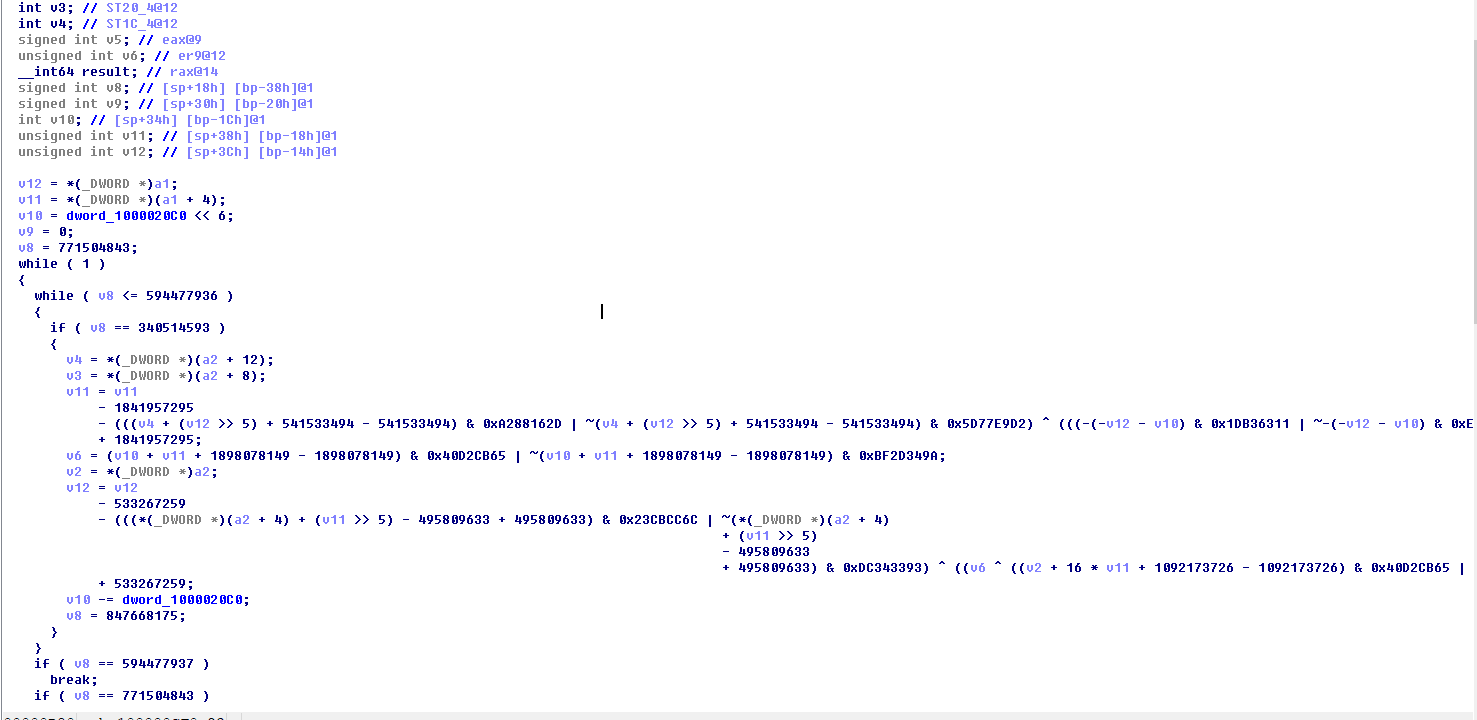 int v3; // ST20_4@12
int v4; // ST1C_4@12
signed int v5; // eax@9
unsigned int v6; // er9@12
__int64 result; // rax@14
signed int v8; // [sp+18h] [bp-38h]@1
signed int v9; // [sp+30h] [bp-20h]@1
int v10; // [sp+34h] [bp-1Ch]@1
unsigned int v11; // [sp+38h] [bp-18h]@1
unsigned int v12; // [sp+3Ch] [bp-14h]@1
v12 = *(_DWORD *)a1;
v11 = *(_DWORD *)(a1 + 4);
v10 = dword_1000020C0 << 6;
v9 = 0;
v8 = 771504843;
while ( 1 )
{
while ( v8 <= 594477936 )
{
if ( v8 == 340514593 )
{
v4 = *(_DWORD *)(a2 + 12);
v3 = *(_DWORD *)(a2 + 8);
v11 = v11
- 1841957295
- (((v4 + (v12 >> 5) + 541533494 - 541533494) & 0xA288162D | ~(v4 + (v12 >> 5) + 541533494 - 541533494) & 0x5D77E9D2) ^ (((-(-v12 - v10) & 0x1DB36311 | ~-(-v12 - v10) & 0xE
+ 1841957295;
v6 = (v10 + v11 + 1898078149 - 1898078149) & 0x40D2CB65 | ~(v10 + v11 + 1898078149 - 1898078149) & 0xBF2D349A;
v2 = *(_DWORD *)a2;
v12 = v12
- 533267259
- (((*(_DWORD *)(a2 + 4) + (v11 >> 5) - 495809633 + 495809633) & 0x23CBCC6C | ~(*(_DWORD *)(a2 + 4)
+ (v11 >> 5)
- 495809633
+ 495809633) & 0xDC343393) ^ ((v6 ^ ((v2 + 16 * v11 + 1092173726 - 1092173726) & 0x40D2CB65 |
+ 533267259;
v10 -= dword_1000020C0;
v8 = 847668175;
}
}
if ( v8 == 594477937 )
break;
if ( v8 == 771504843 )